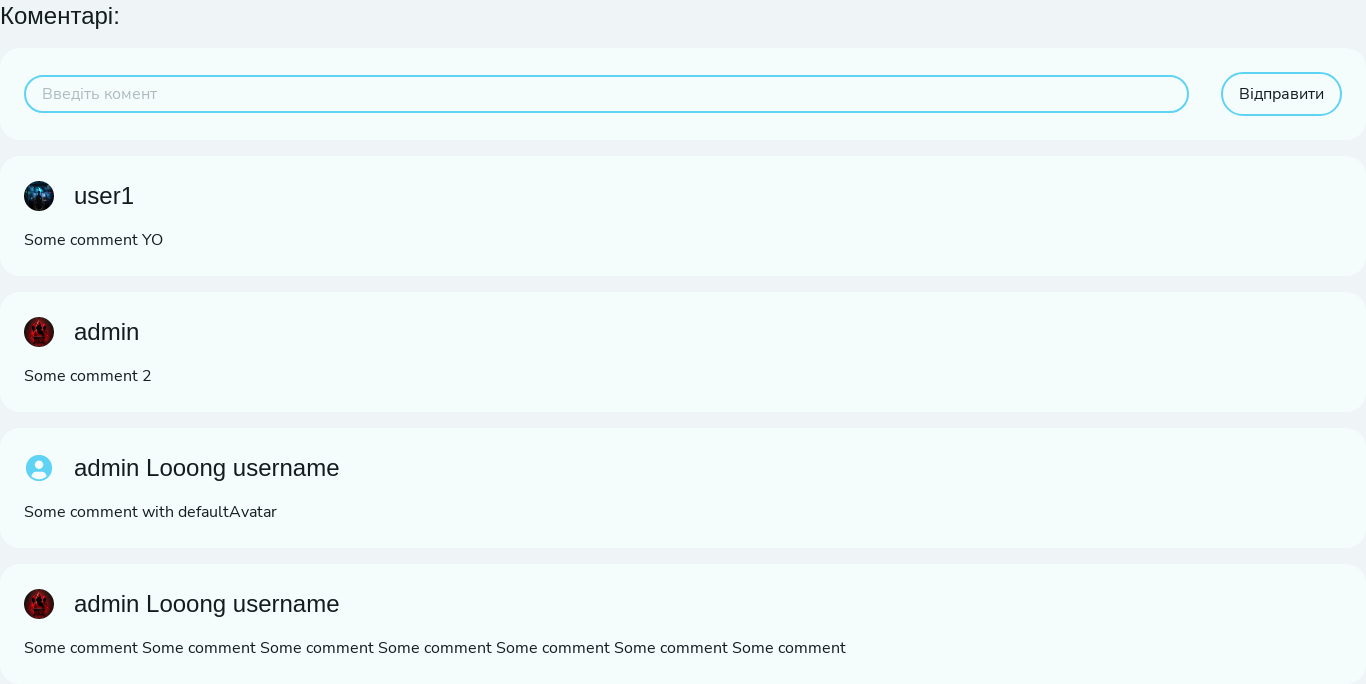 Коментарі:
Введіть комент
Відправити
user1
Some comment YO
admin
Some comment 2
admin Looong username
Some comment with defaultAvatar
admin Looong username
Some comment Some comment Some comment Some comment Some comment Some comment Some comment